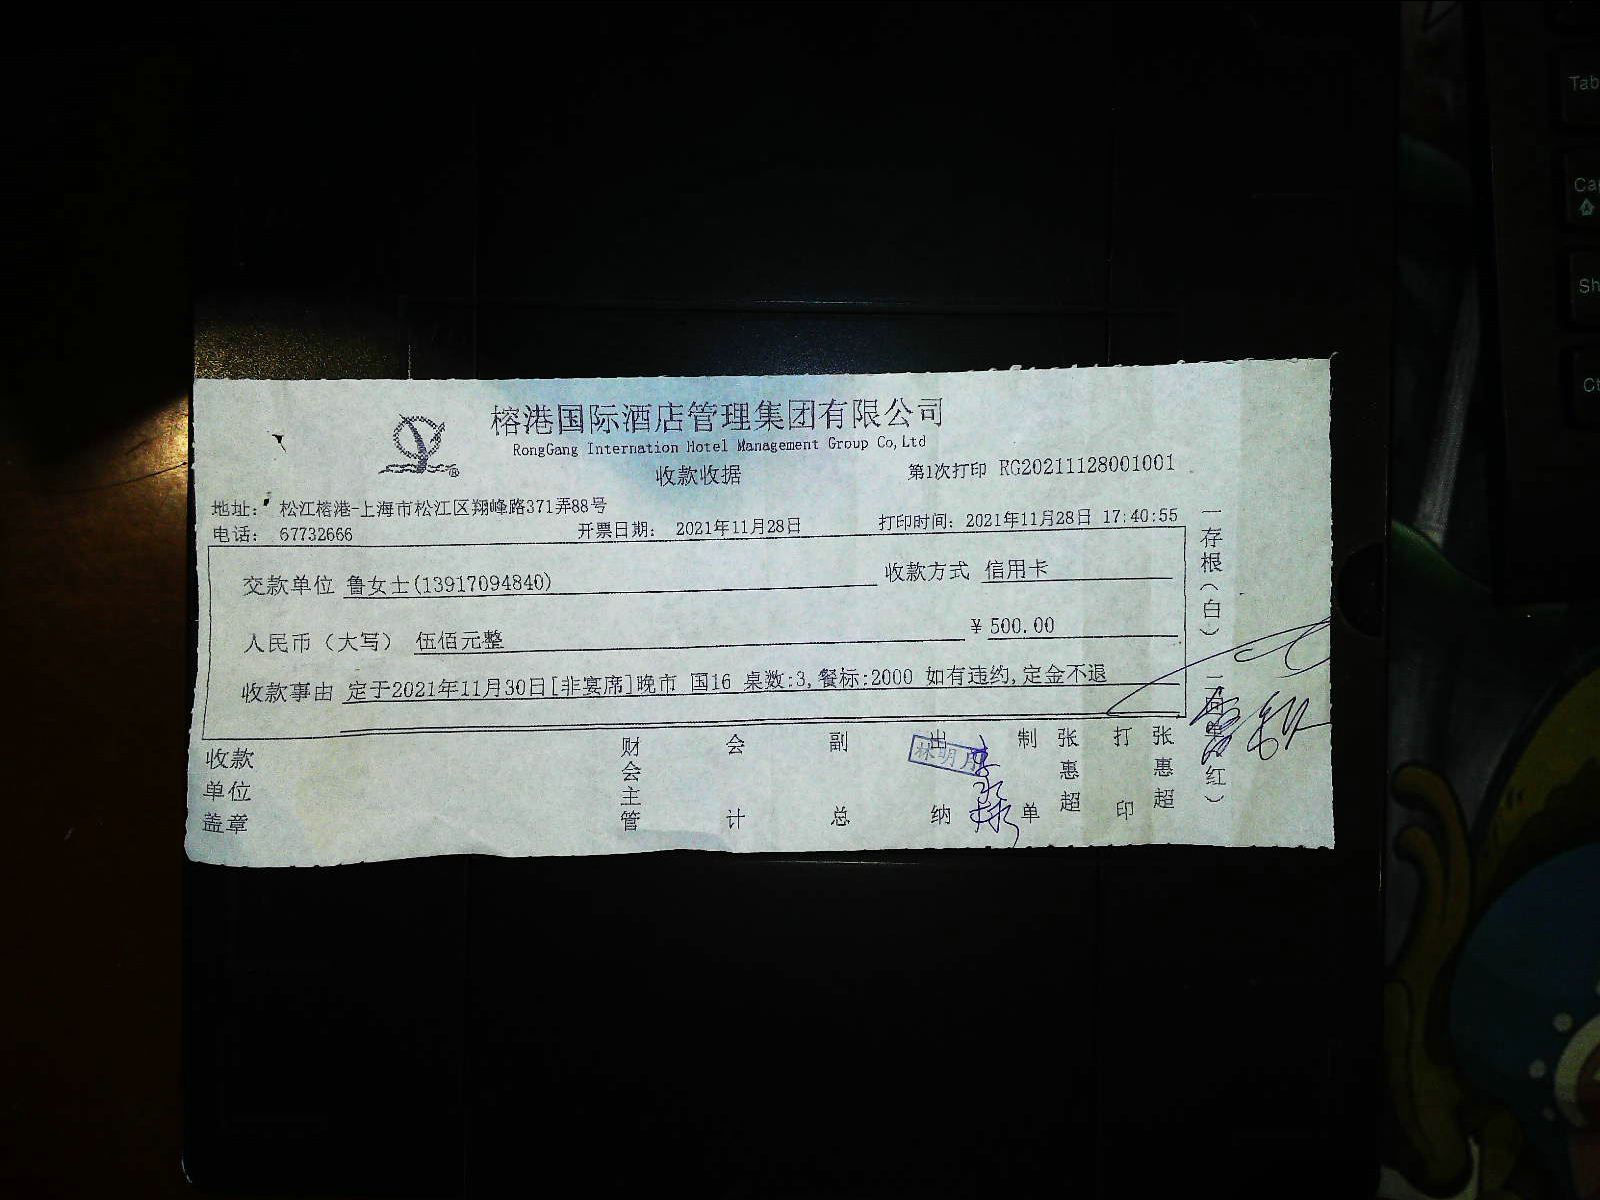 榕港国际酒店管理集团有限公司
RongGang Internation Hotel Management Group Co,Ltd
收款收据
第1次打印 RG20211128001001
地址： 松江榕港-上海市松江区翔峰路371弄88号
电话： 67732666
开票日期： 2021年11月28日
打印时间：2021年11月28日 17:40:55
交款单位 鲁女士(13917094840)
收款方式 信用卡
人民币（大写） 伍佰元整
¥ 500.00
收款事由 定于2021年11月30日[非宴席]晚市 国16 桌数:3,餐标:2000 如有违约,定金不退
收款单位盖章
财会主管
会计
副总
出纳
林明月
制单
张惠超
打印
张惠超
一存根（白）
红）
Tab
Ca
Sh
Ct